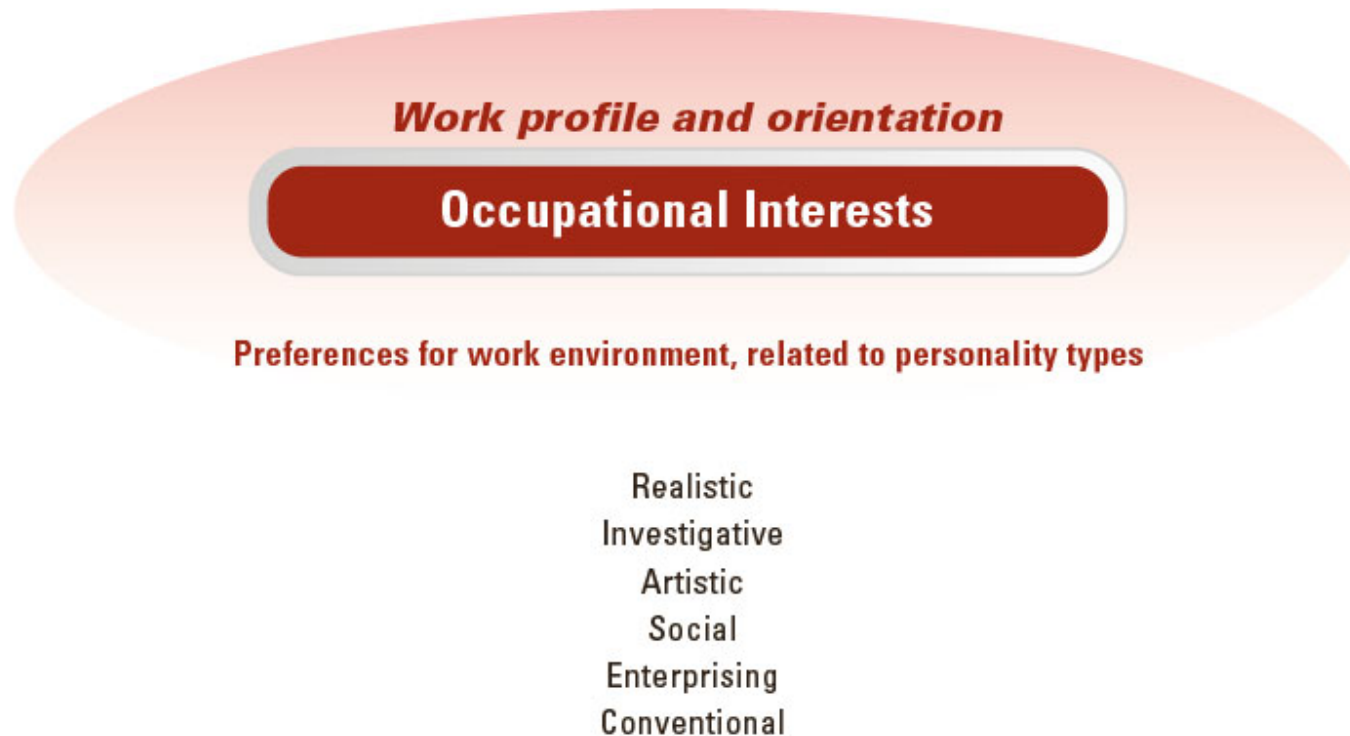 Work profile and orientation
Occupational Interests
Preferences for work environment, related to personality types
Realistic
Investigative
Artistic
Social
Enterprising
Conventional